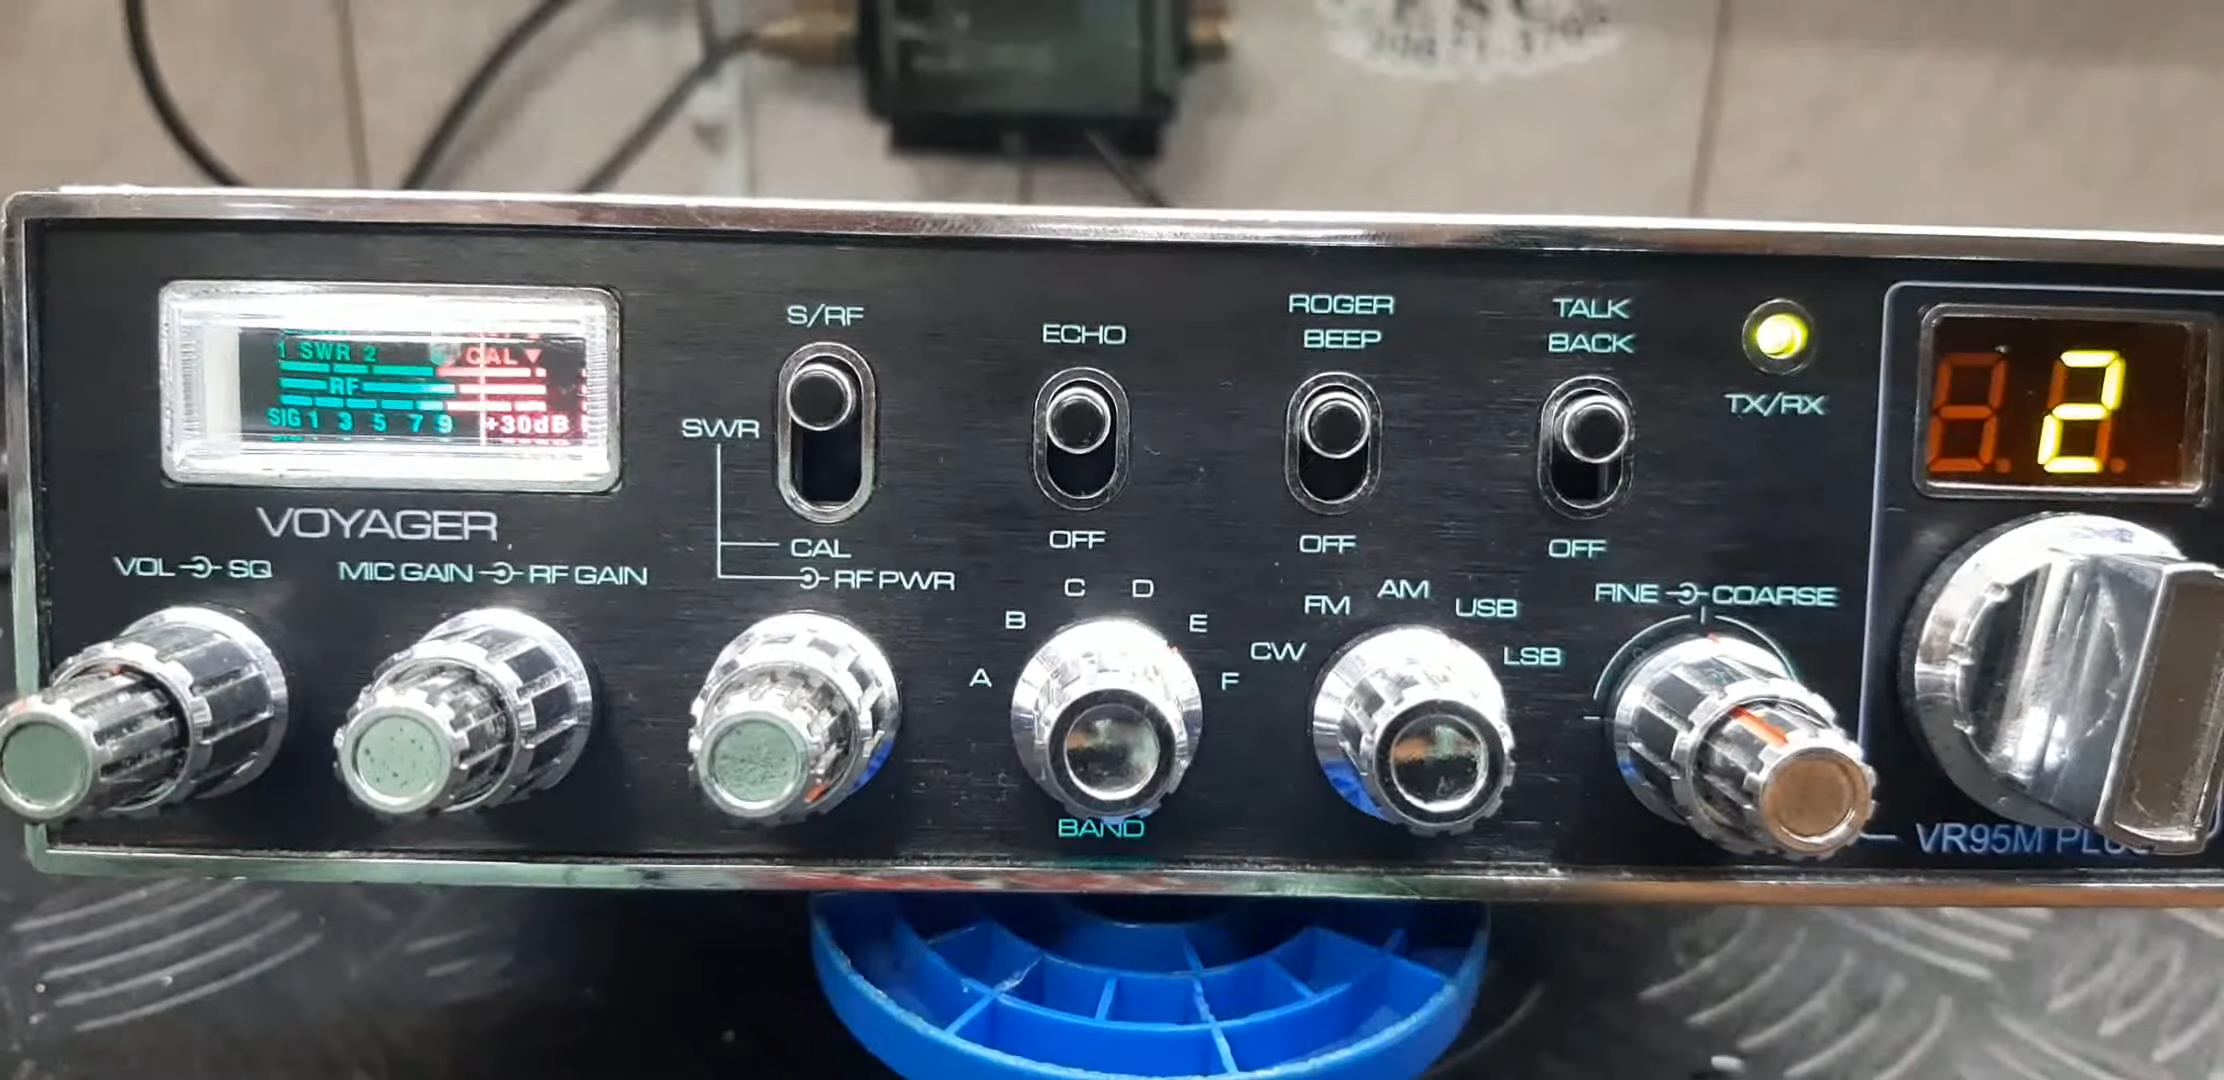 1 SWR 2
CAL
RF
SIG 1 3 5 7 9 +30dB
VOYAGER
VOL SQ
MIC GAIN RF GAIN
S/RF
SWR
CAL
RF PWR
ECHO
OFF
ROGER
BEEP
OFF
TALK
BACK
OFF
TX/RX
2
A B C D E F
BAND
CW FM AM USB LSB
FINE COARSE
VR95M